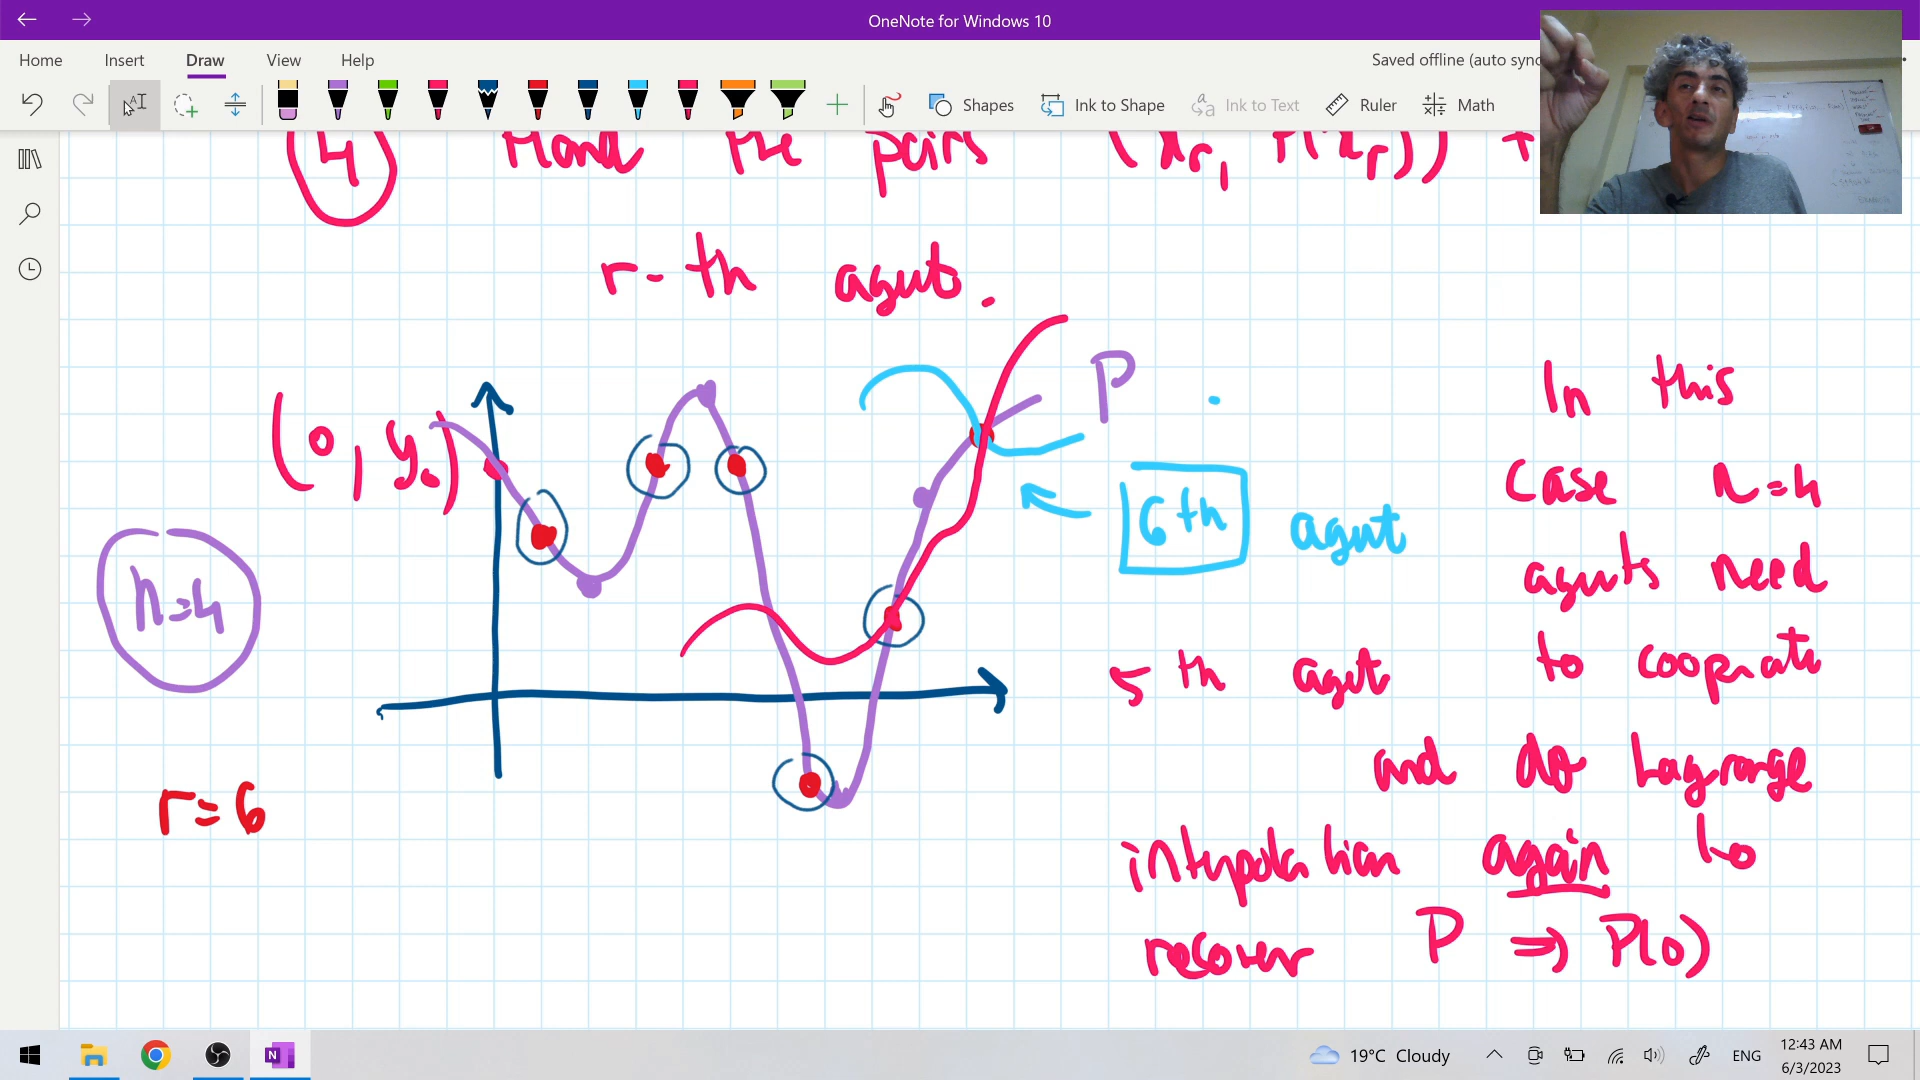 OneNote for Windows 10
Home Insert Draw View Help
Saved offline (auto sync
Shapes Ink to Shape Ink to Text Ruler Math
4 Hand the pairs (xr, P(xr)) t
r-th agents.
(0, y0)
P
In this
case n=4
6th agent
n=4
agents need
5th agent
to cooperate
and do Lagrange
r=6
interpolation again to
recover P ⇒ P(0)
19°C Cloudy
ENG
12:43 AM
6/3/2023